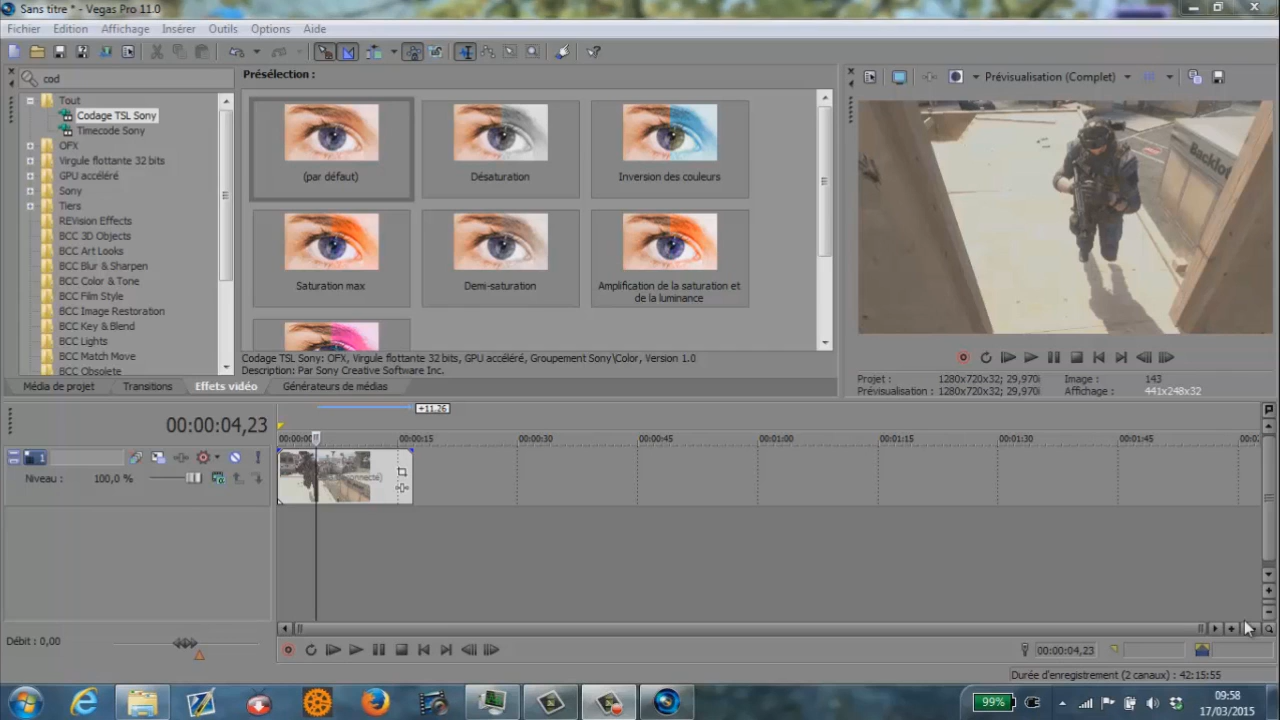 Sans titre * - Vegas Pro 11.0
Fichier Edition Affichage Insérer Outils Options Aide
cod
Présélection :
Prévisualisation (Complet)
Tout
Codage TSL Sony
Timecode Sony
OFX
Virgule flottante 32 bits
GPU accéléré
Sony
Tiers
REVision Effects
BCC 3D Objects
BCC Art Looks
BCC Blur & Sharpen
BCC Color & Tone
BCC Film Style
BCC Image Restoration
BCC Key & Blend
BCC Lights
BCC Match Move
BCC Obsolete
(par défaut)
Désaturation
Inversion des couleurs
Saturation max
Demi-saturation
Amplification de la saturation et
de la luminance
Codage TSL Sony: OFX, Virgule flottante 32 bits, GPU accéléré, Groupement Sony\Color, Version 1.0
Description: Par Sony Creative Software Inc.
Média de projet Transitions Effets vidéo Générateurs de médias
Backlot
Projet : 1280x720x32; 29,970i Image : 143
Prévisualisation : 1280x720x32; 29,970i Affichage : 441x248x32
+11.26
00:00:04,23
00:00:00 00:00:15 00:00:30 00:00:45 00:01:00 00:01:15 00:01:30 00:01:45
1
Niveau : 100,0 %
Débit : 0,00
00:00:04,23
Durée d'enregistrement (2 canaux) : 42:15:55
99%
09:58
17/03/2015